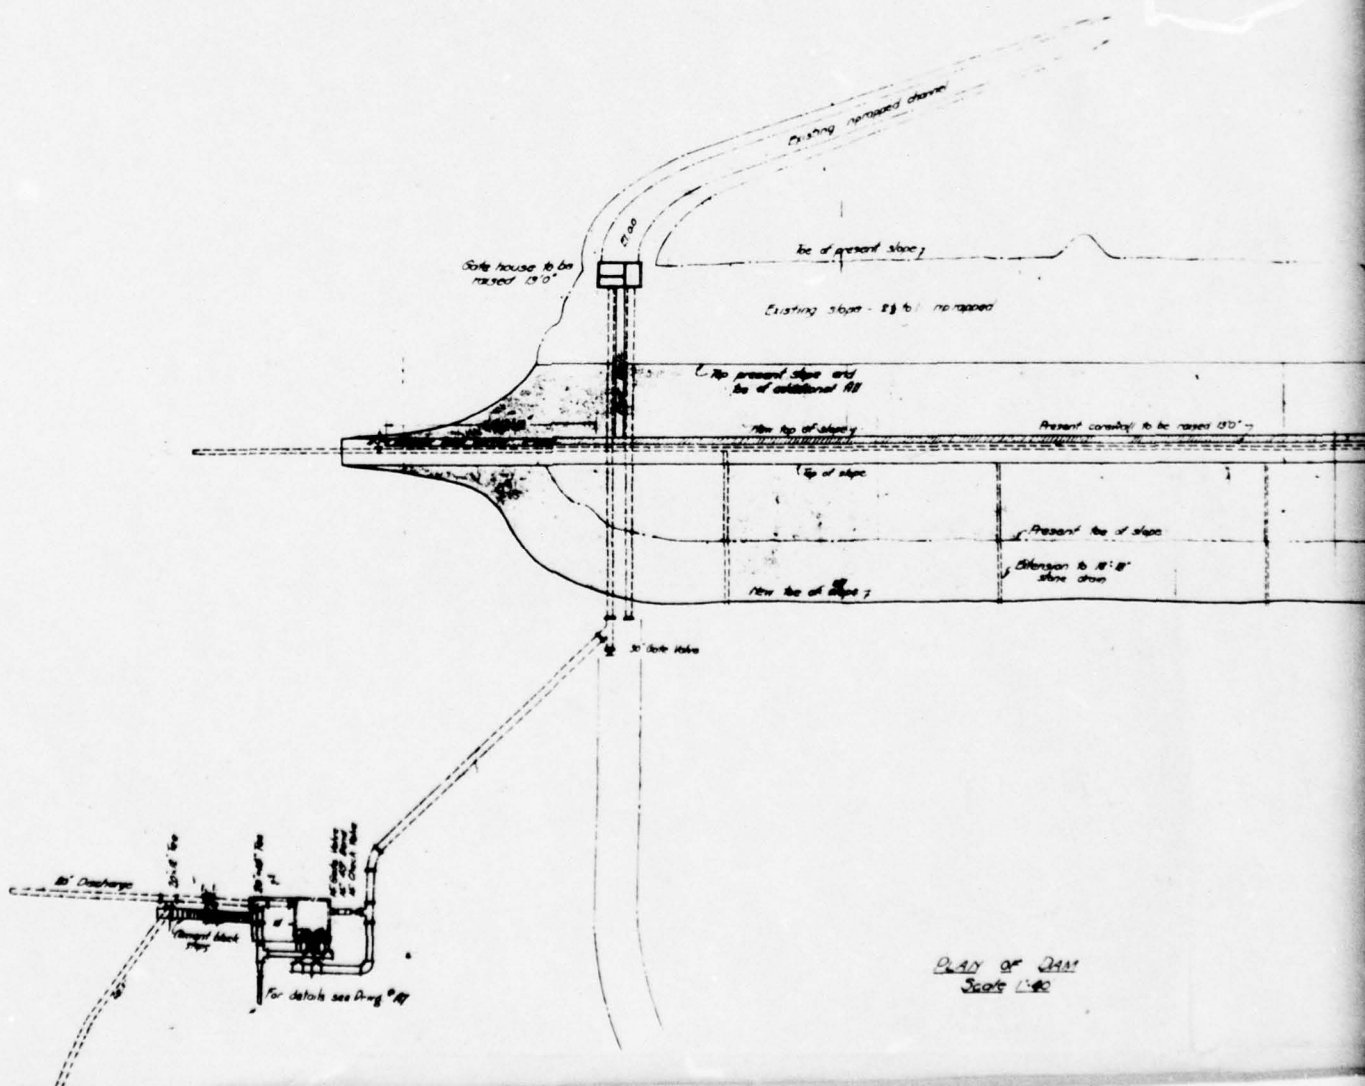 Existing riprapped channel
Toe of present slope
Gate house to be
raised 13'0"
Existing slope - 2½ to 1 riprapped
Top present slope and
toe of additional fill
New top of slope
Present corewall to be raised 13'0"
Top of slope
Present toe of slope
Extension to 18"-18"
stone drain
New toe of slope
30" Gate Valve
Discharge
Cement block
steps
For details see Drwg #
PLAN OF DAM
Scale 1"-40